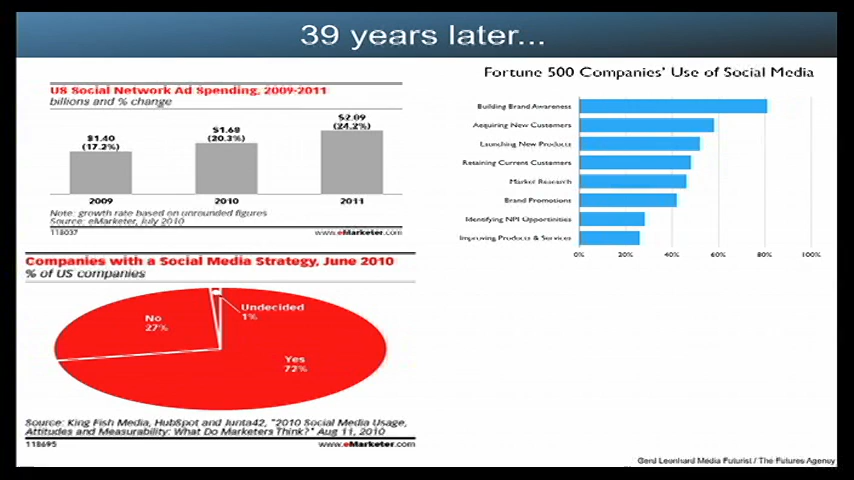 39 years later...
US Social Network Ad Spending, 2009-2011
billions and % change
$1.40
(17.2%)
$1.68
(20.3%)
$2.09
(24.2%)
2009
2010
2011
Note: growth rate based on unrounded figures
Source: eMarketer, July 2010
118037
www.eMarketer.com
Companies with a Social Media Strategy, June 2010
% of US companies
Undecided
1%
No
27%
Yes
72%
Source: King Fish Media, HubSpot and Junta42, "2010 Social Media Usage,
Attitudes and Measurability: What Do Marketers Think?" Aug 11, 2010
118695
www.eMarketer.com
Fortune 500 Companies' Use of Social Media
Building Brand Awareness
Acquiring New Customers
Launching New Products
Retaining Current Customers
Market Research
Brand Promotions
Identifying NPI Opportunities
Improving Products & Services
0%
20%
40%
60%
80%
100%
Gerd Leonhard Media Futurist / The Futures Agency